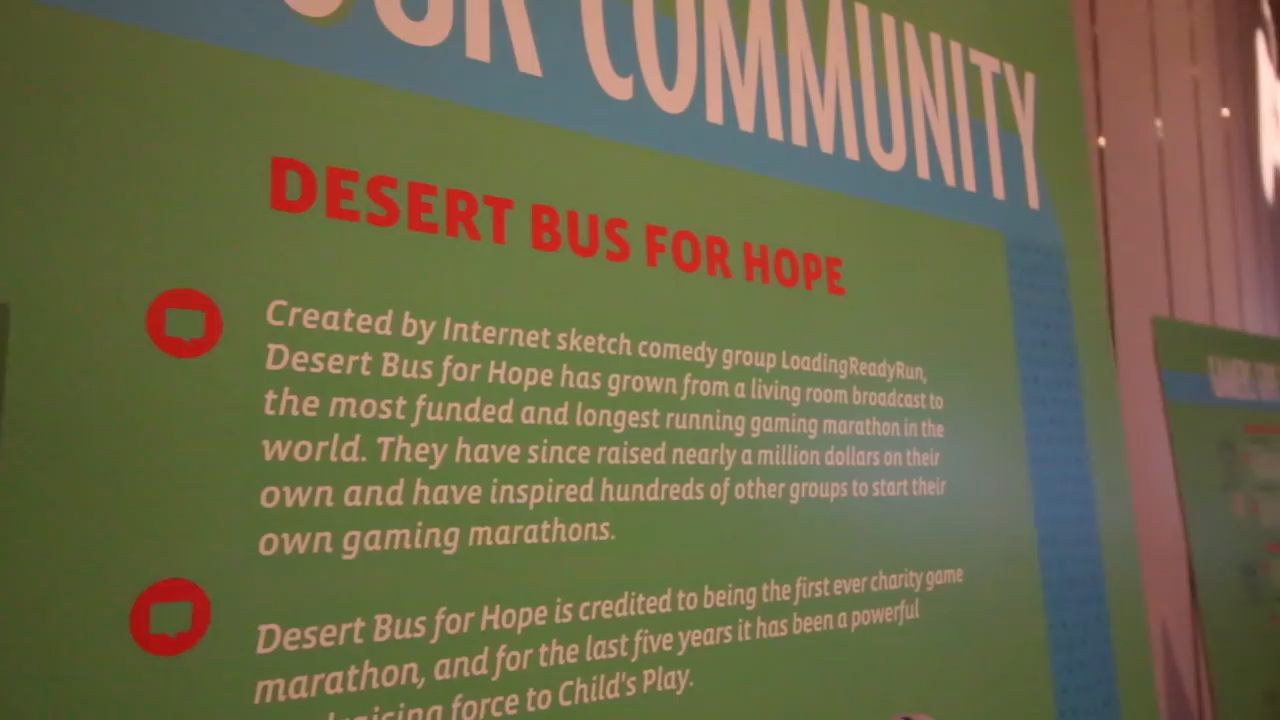 COMMUNITY
DESERT BUS FOR HOPE
Created by Internet sketch comedy group LoadingReadyRun,
Desert Bus for Hope has grown from a living room broadcast to
the most funded and longest running gaming marathon in the
world. They have since raised nearly a million dollars on their
own and have inspired hundreds of other groups to start their
own gaming marathons.
Desert Bus for Hope is credited to being the first ever charity game
marathon, and for the last five years it has been a powerful
force to Child's Play.